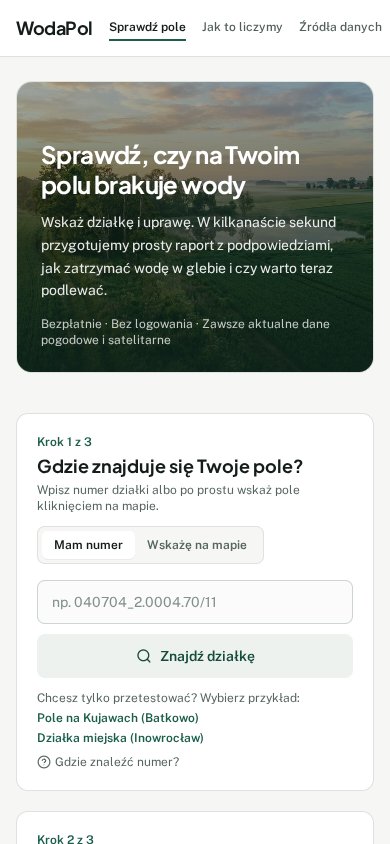 WodaPol
Sprawdź pole
Jak to liczymy
Źródła danych
Sprawdź, czy na Twoim
polu brakuje wody
Wskaż działkę i uprawę. W kilkanaście sekund
przygotujemy prosty raport z podpowiedziami,
jak zatrzymać wodę w glebie i czy warto teraz
podlewać.
Bezpłatnie · Bez logowania · Zawsze aktualne dane
pogodowe i satelitarne
Krok 1 z 3
Gdzie znajduje się Twoje pole?
Wpisz numer działki albo po prostu wskaż pole
kliknięciem na mapie.
Mam numer
Wskażę na mapie
np. 040704_2.0004.70/11
Znajdź działkę
Chcesz tylko przetestować? Wybierz przykład:
Pole na Kujawach (Batkowo)
Działka miejska (Inowrocław)
Gdzie znaleźć numer?
Krok 2 z 3